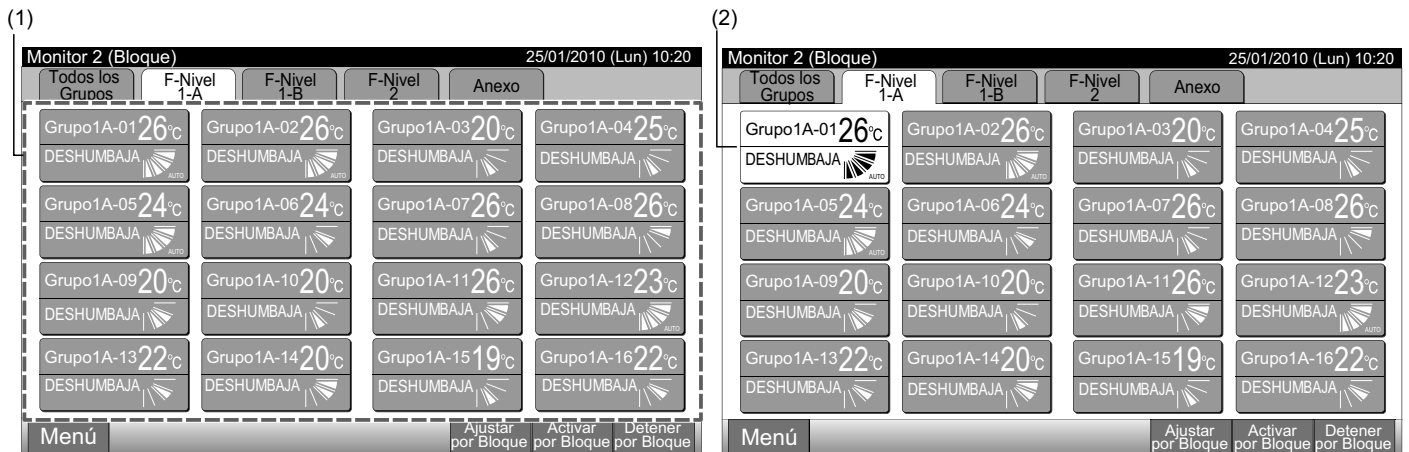 (1)
Monitor 2 (Bloque) 25/01/2010 (Lun) 10:20
Todos los Grupos F-Nivel 1-A F-Nivel 1-B F-Nivel 2 Anexo
Grupo1A-01 26°C Grupo1A-02 26°C Grupo1A-03 20°C Grupo1A-04 25°C
DESHUMBAJA AUTO DESHUMBAJA AUTO DESHUMBAJA DESHUMBAJA
Grupo1A-05 24°C Grupo1A-06 24°C Grupo1A-07 26°C Grupo1A-08 26°C
DESHUMBAJA AUTO DESHUMBAJA DESHUMBAJA DESHUMBAJA
Grupo1A-09 20°C Grupo1A-10 20°C Grupo1A-11 26°C Grupo1A-12 23°C
DESHUMBAJA DESHUMBAJA DESHUMBAJA DESHUMBAJA AUTO
Grupo1A-13 22°C Grupo1A-14 20°C Grupo1A-15 19°C Grupo1A-16 22°C
DESHUMBAJA DESHUMBAJA DESHUMBAJA DESHUMBAJA
Menú Ajustar por Bloque Activar por Bloque Detener por Bloque
(2)
Monitor 2 (Bloque) 25/01/2010 (Lun) 10:20
Todos los Grupos F-Nivel 1-A F-Nivel 1-B F-Nivel 2 Anexo
Grupo1A-01 26°C Grupo1A-02 26°C Grupo1A-03 20°C Grupo1A-04 25°C
DESHUMBAJA AUTO DESHUMBAJA AUTO DESHUMBAJA DESHUMBAJA
Grupo1A-05 24°C Grupo1A-06 24°C Grupo1A-07 26°C Grupo1A-08 26°C
DESHUMBAJA AUTO DESHUMBAJA DESHUMBAJA DESHUMBAJA
Grupo1A-09 20°C Grupo1A-10 20°C Grupo1A-11 26°C Grupo1A-12 23°C
DESHUMBAJA DESHUMBAJA DESHUMBAJA DESHUMBAJA AUTO
Grupo1A-13 22°C Grupo1A-14 20°C Grupo1A-15 19°C Grupo1A-16 22°C
DESHUMBAJA DESHUMBAJA DESHUMBAJA DESHUMBAJA
Menú Ajustar por Bloque Activar por Bloque Detener por Bloque